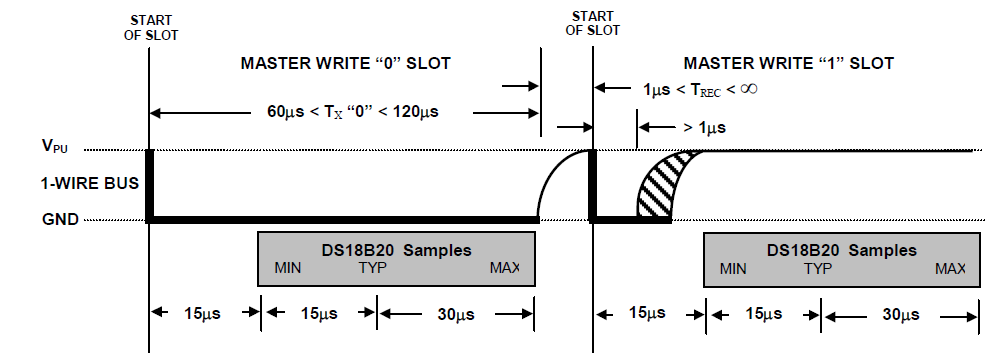 START
OF SLOT
START
OF SLOT
MASTER WRITE “0” SLOT
MASTER WRITE “1” SLOT
1μs < TREC < ∞
60μs < TX “0” < 120μs
> 1μs
VPU
1-WIRE BUS
GND
DS18B20 Samples
MIN TYP MAX
DS18B20 Samples
MIN TYP MAX
15μs 15μs 30μs 15μs 15μs 30μs